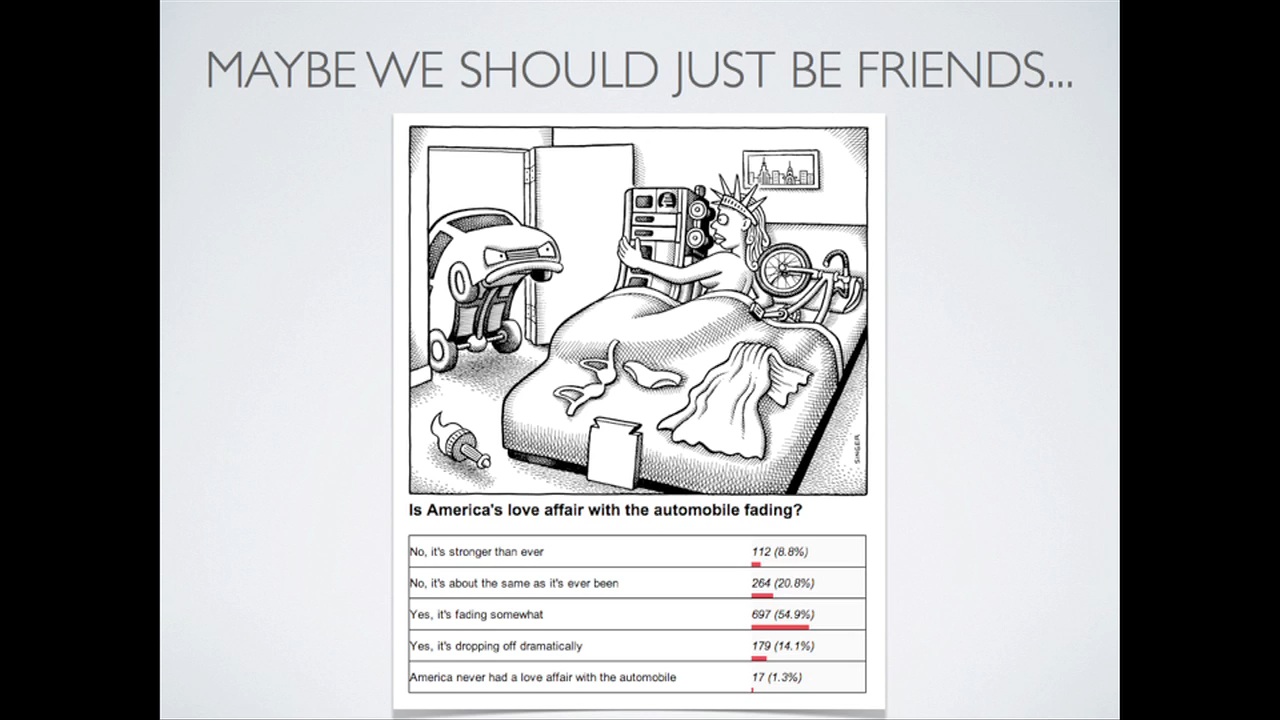 MAYBE WE SHOULD JUST BE FRIENDS...
SINGER
Is America's love affair with the automobile fading?
No, it's stronger than ever 112 (8.8%)
No, it's about the same as it's ever been 264 (20.8%)
Yes, it's fading somewhat 697 (54.9%)
Yes, it's dropping off dramatically 179 (14.1%)
America never had a love affair with the automobile 17 (1.3%)